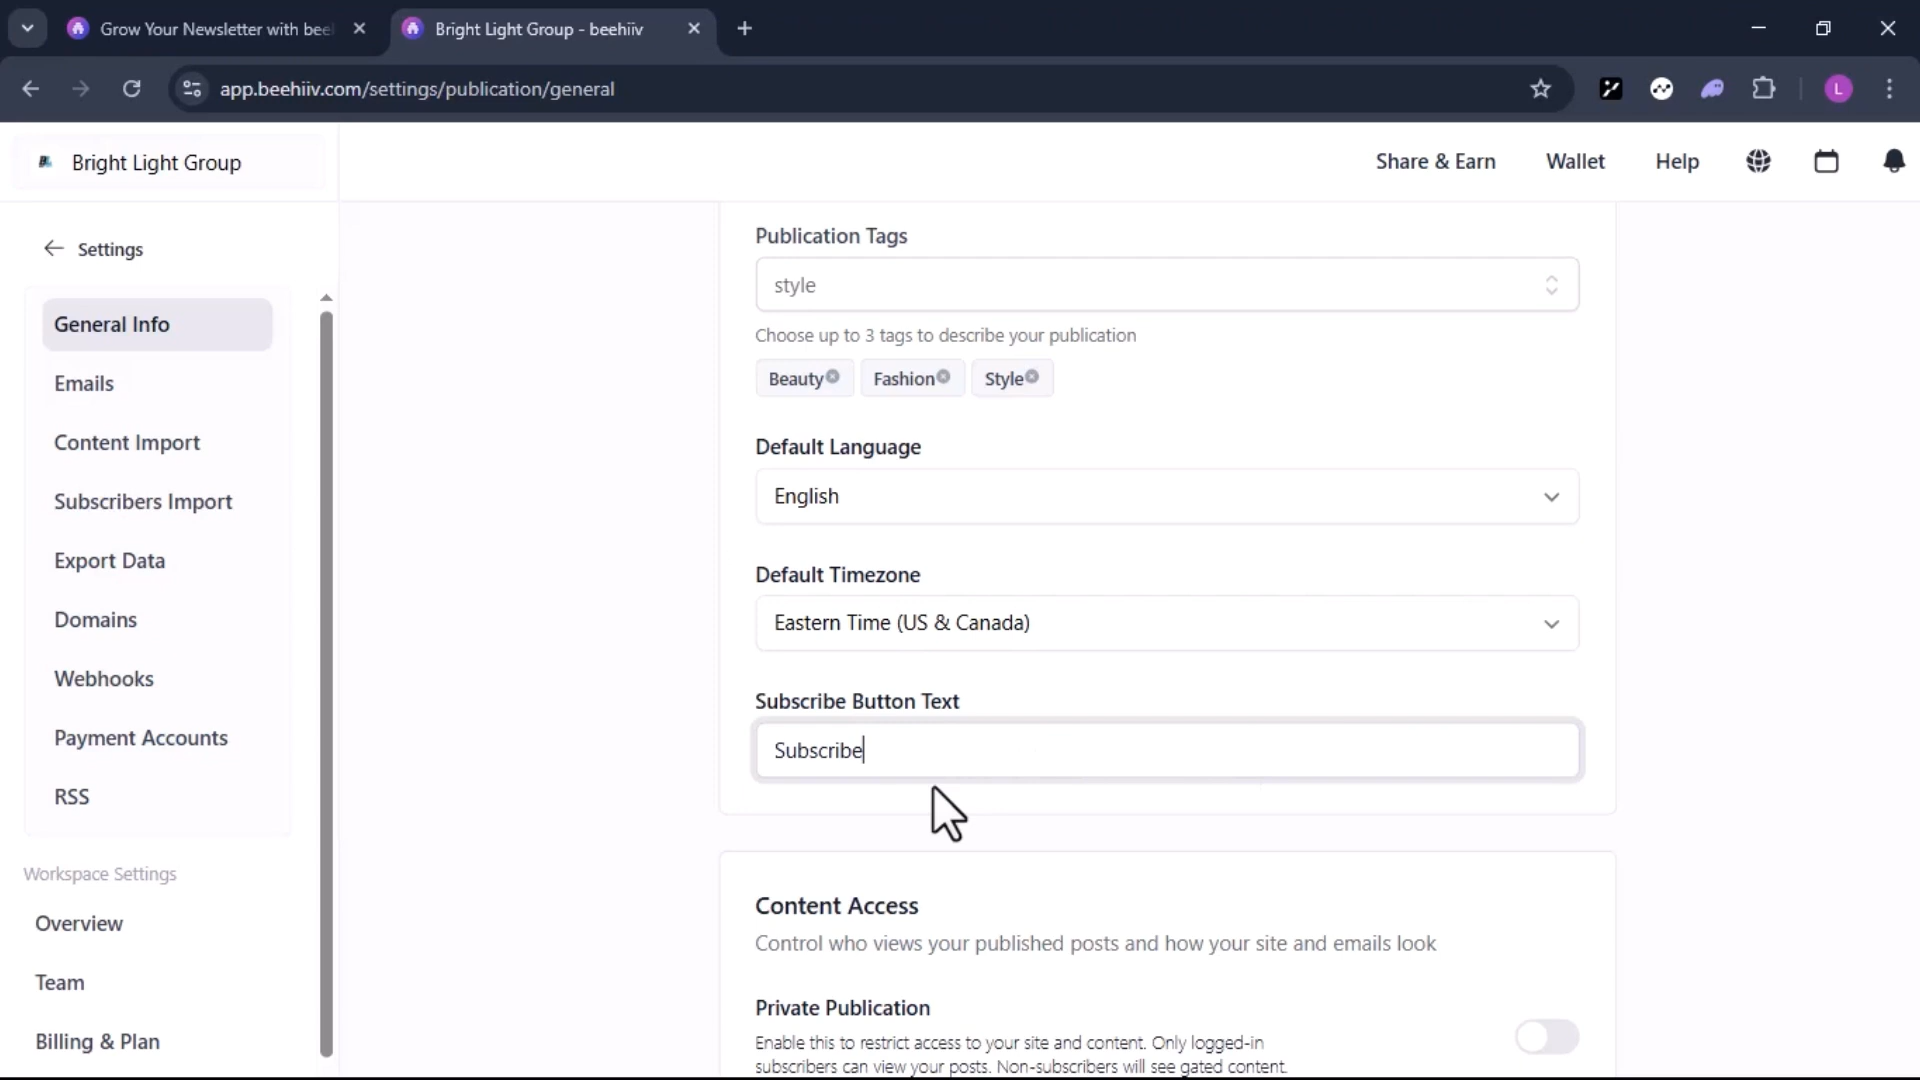 Grow Your Newsletter with bee
Bright Light Group - beehiiv
app.beehiiv.com/settings/publication/general
L
Bright Light Group
Share & Earn
Wallet
Help
Settings
General Info
Emails
Content Import
Subscribers Import
Export Data
Domains
Webhooks
Payment Accounts
RSS
Workspace Settings
Overview
Team
Billing & Plan
Publication Tags
style
Choose up to 3 tags to describe your publication
Beauty Fashion Style
Default Language
English
Default Timezone
Eastern Time (US & Canada)
Subscribe Button Text
Subscribe
Content Access
Control who views your published posts and how your site and emails look
Private Publication
Enable this to restrict access to your site and content. Only logged-in
subscribers can view your posts. Non-subscribers will see gated content.